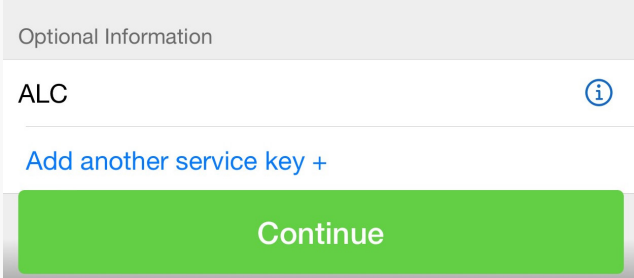 Optional Information
ALC
Add another service key +
Continue